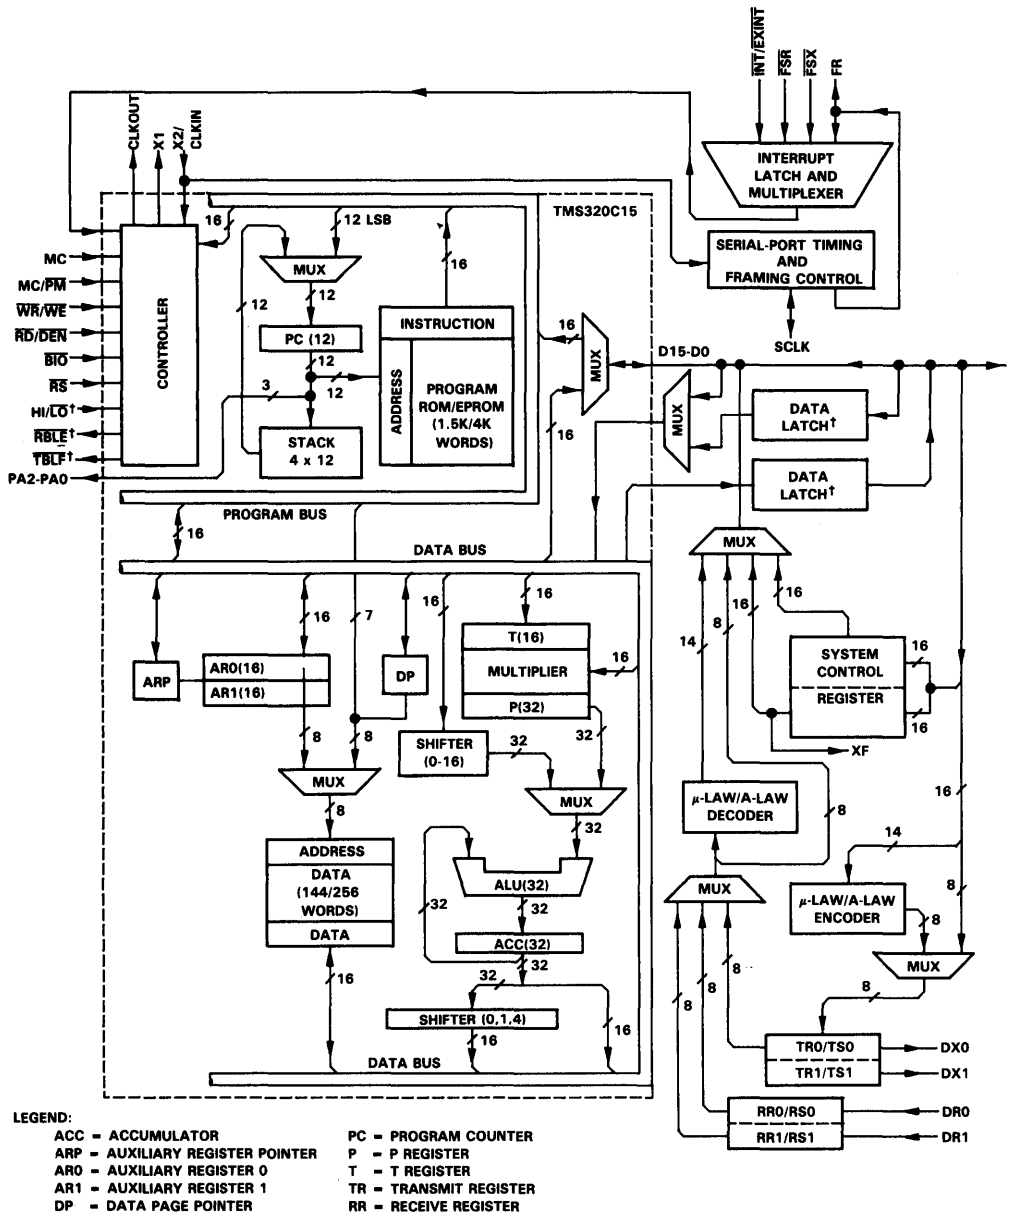 INT/EXINT
FSR
FSX
FR
CLKOUT
X1
X2/
CLKIN
INTERRUPT
LATCH AND
MULTIPLEXER
TMS320C15
16
12 LSB
MUX
16
SERIAL-PORT TIMING
AND
FRAMING CONTROL
MC
MC/PM
WR/WE
RD/DEN
BIO
RS
HI/LO†
RBLE†
TBLF†
PA2-PA0
CONTROLLER
12
12
PC (12)
12
12
3
STACK
4 x 12
INSTRUCTION
ADDRESS
PROGRAM
ROM/EPROM
(1.5K/4K
WORDS)
16
MUX
16
SCLK
D15-D0
MUX
DATA
LATCH†
DATA
LATCH†
PROGRAM BUS
16
DATA BUS
MUX
16
16
8
14
16
7
16
16
T(16)
MULTIPLIER
P(32)
16
ARP
AR0(16)
AR1(16)
DP
SYSTEM
CONTROL
REGISTER
16
16
XF
8
8
SHIFTER
(0-16)
32
32
MUX
MUX
8
32
μ-LAW/A-LAW
DECODER
8
16
ADDRESS
DATA
(144/256
WORDS)
DATA
ALU(32)
32
32
ACC(32)
32
14
MUX
μ-LAW/A-LAW
ENCODER
8
8
MUX
16
32
8
8
8
8
SHIFTER (0,1,4)
16
16
DATA BUS
TR0/TS0
TR1/TS1
DX0
DX1
RR0/RS0
RR1/RS1
DR0
DR1
LEGEND:
ACC = ACCUMULATOR
ARP = AUXILIARY REGISTER POINTER
AR0 = AUXILIARY REGISTER 0
AR1 = AUXILIARY REGISTER 1
DP = DATA PAGE POINTER
PC = PROGRAM COUNTER
P = P REGISTER
T = T REGISTER
TR = TRANSMIT REGISTER
RR = RECEIVE REGISTER